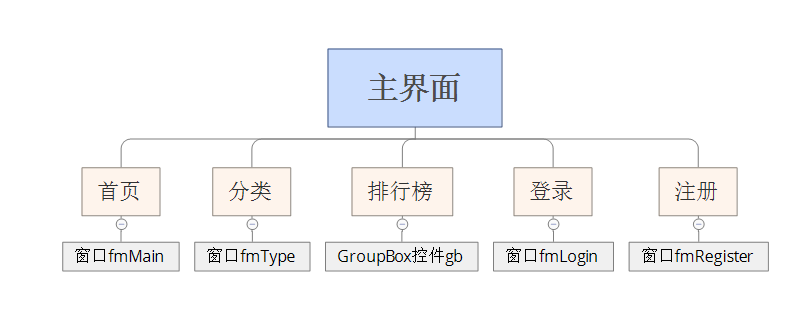 主界面
首页
分类
排行榜
登录
注册
窗口fmMain
窗口fmType
GroupBox控件gb
窗口fmLogin
窗口fmRegister